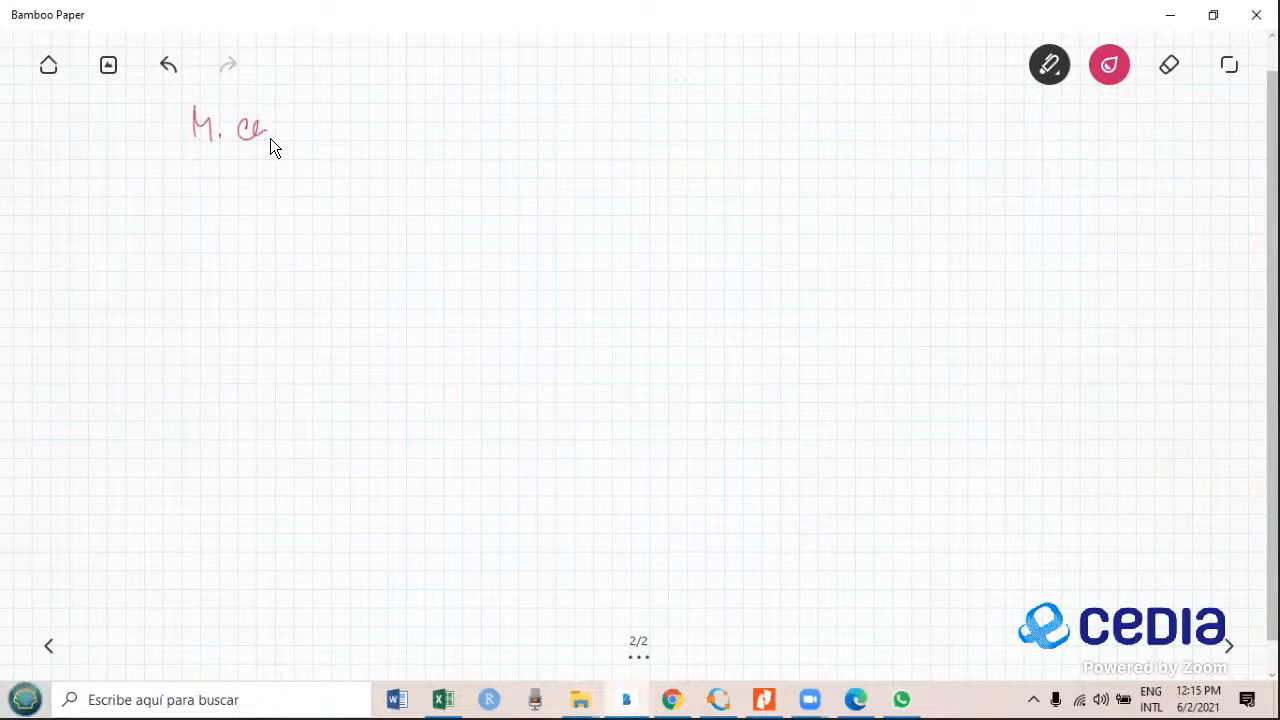 Bamboo Paper
M. ce
2/2
cedia
Powered by Zoom
Escribe aquí para buscar
ENG
INTL
12:15 PM
6/2/2021